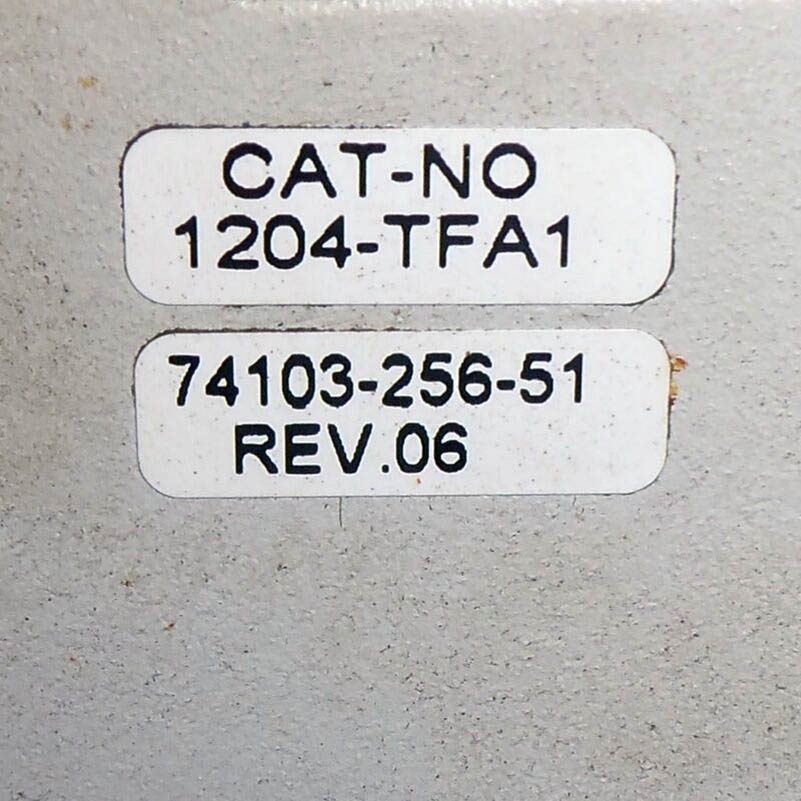 CAT-NO
1204-TFA1
74103-256-51
REV.06